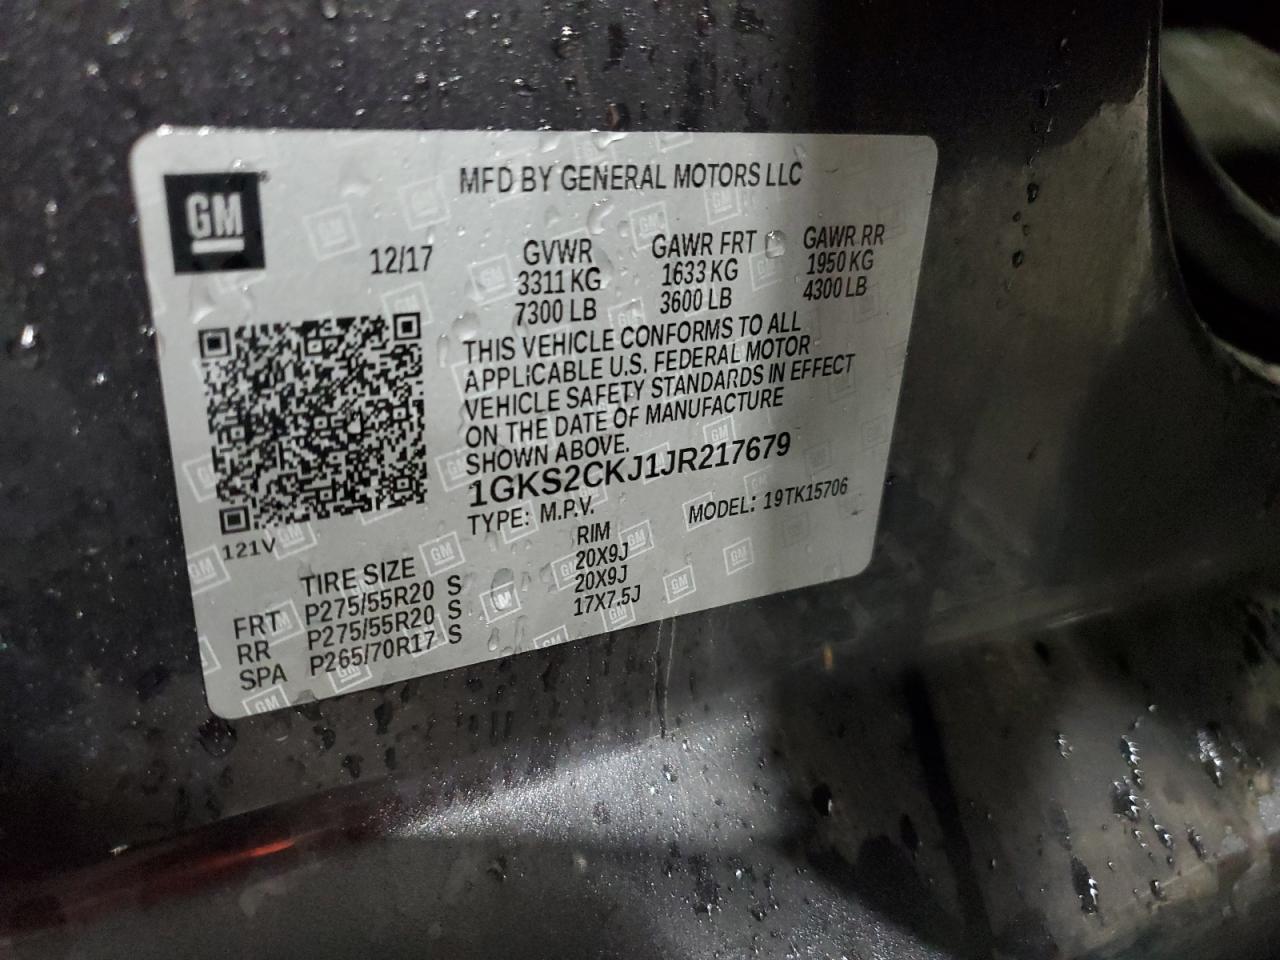 GM
MFD BY GENERAL MOTORS LLC
12/17
GVWR GAWR FRT GAWR RR
3311 KG 1633 KG 1950 KG
7300 LB 3600 LB 4300 LB
THIS VEHICLE CONFORMS TO ALL
APPLICABLE U.S. FEDERAL MOTOR
VEHICLE SAFETY STANDARDS IN EFFECT
ON THE DATE OF MANUFACTURE
SHOWN ABOVE.
1GKS2CKJ1JR217679
TYPE: M.P.V. MODEL: 19TK15706
121V
TIRE SIZE RIM
FRT P275/55R20 S 20X9J
RR P275/55R20 S 20X9J
SPA P265/70R17 S 17X7.5J